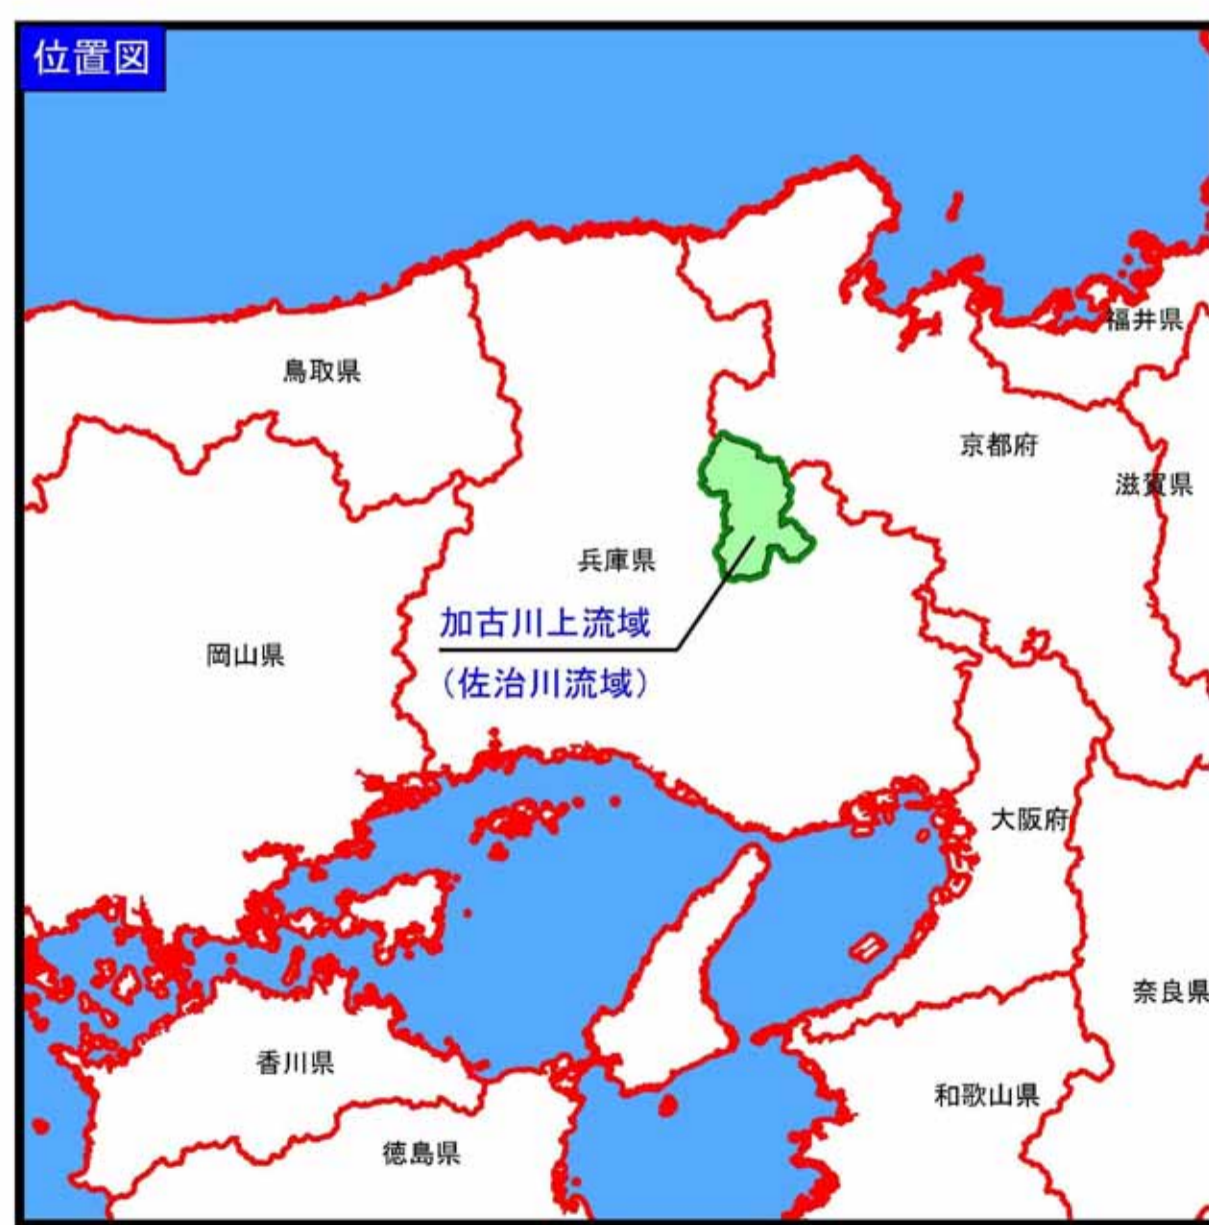 位置図
福井県
鳥取県
京都府
滋賀県
兵庫県
加古川上流域
(佐治川流域)
岡山県
大阪府
奈良県
香川県
和歌山県
徳島県